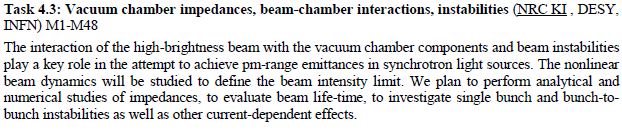 Task 4.3: Vacuum chamber impedances, beam-chamber interactions, instabilities (NRC KI , DESY,
INFN) M1-M48
The interaction of the high-brightness beam with the vacuum chamber components and beam instabilities
play a key role in the attempt to achieve pm-range emittances in synchrotron light sources. The nonlinear
beam dynamics will be studied to define the beam intensity limit. We plan to perform analytical and
numerical studies of impedances, to evaluate beam life-time, to investigate single bunch and bunch-to-
bunch instabilities as well as other current-dependent effects.